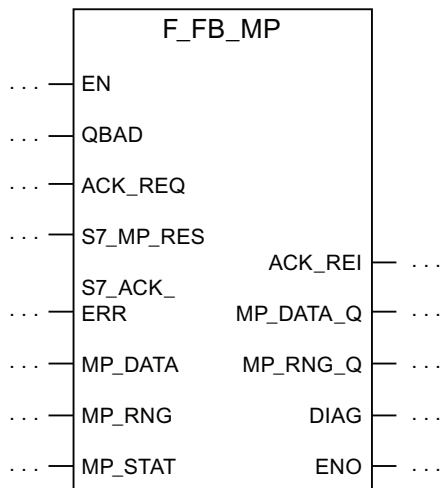 F_FB_MP
... EN
... QBAD
... ACK_REQ
... S7_MP_RES
ACK_REI ...
S7_ACK_
... ERR MP_DATA_Q ...
... MP_DATA MP_RNG_Q ...
... MP_RNG DIAG ...
... MP_STAT ENO ...